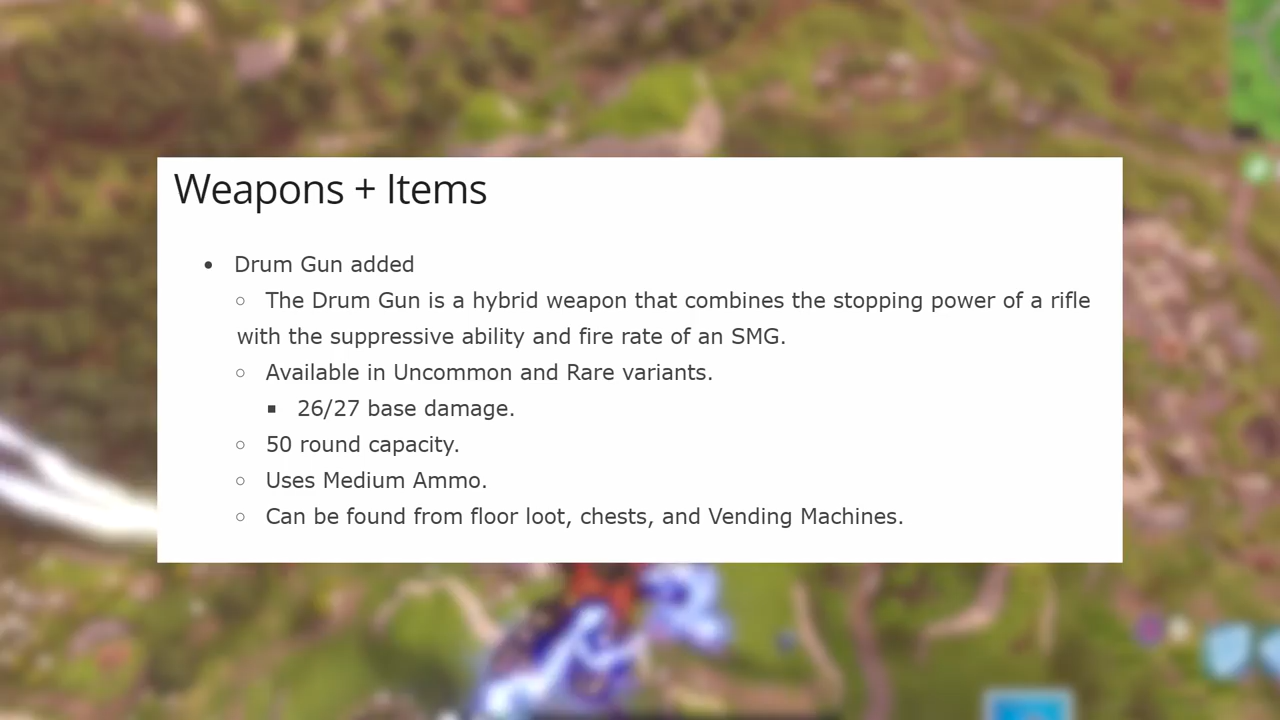 Weapons + Items
• Drum Gun added
○ The Drum Gun is a hybrid weapon that combines the stopping power of a rifle
with the suppressive ability and fire rate of an SMG.
○ Available in Uncommon and Rare variants.
▪ 26/27 base damage.
○ 50 round capacity.
○ Uses Medium Ammo.
○ Can be found from floor loot, chests, and Vending Machines.